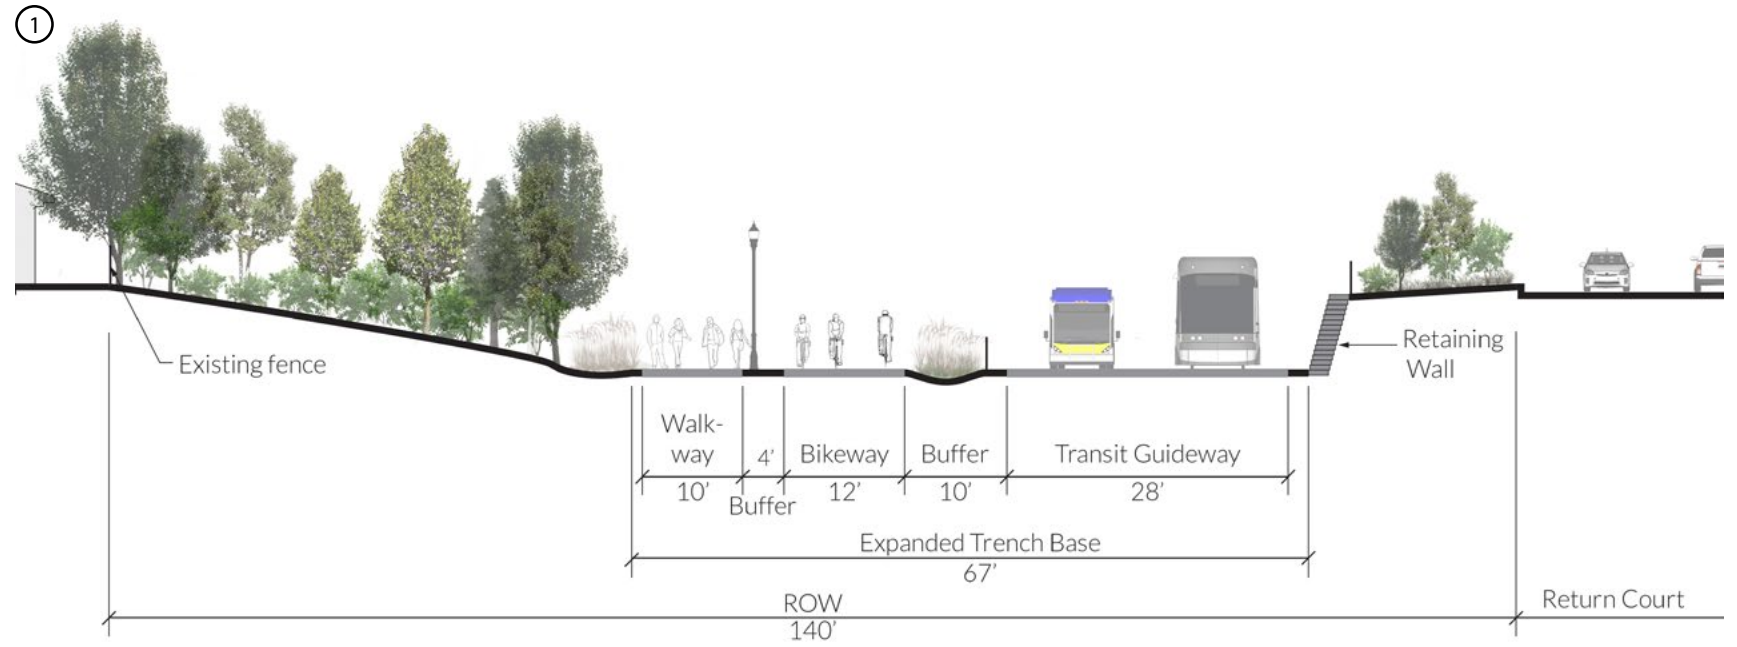 1
Existing fence
Retaining
Wall
Walk-
way
10’
4’
Buffer
Bikeway
12’
Buffer
10’
Transit Guideway
28’
Expanded Trench Base
67’
ROW
140’
Return Court